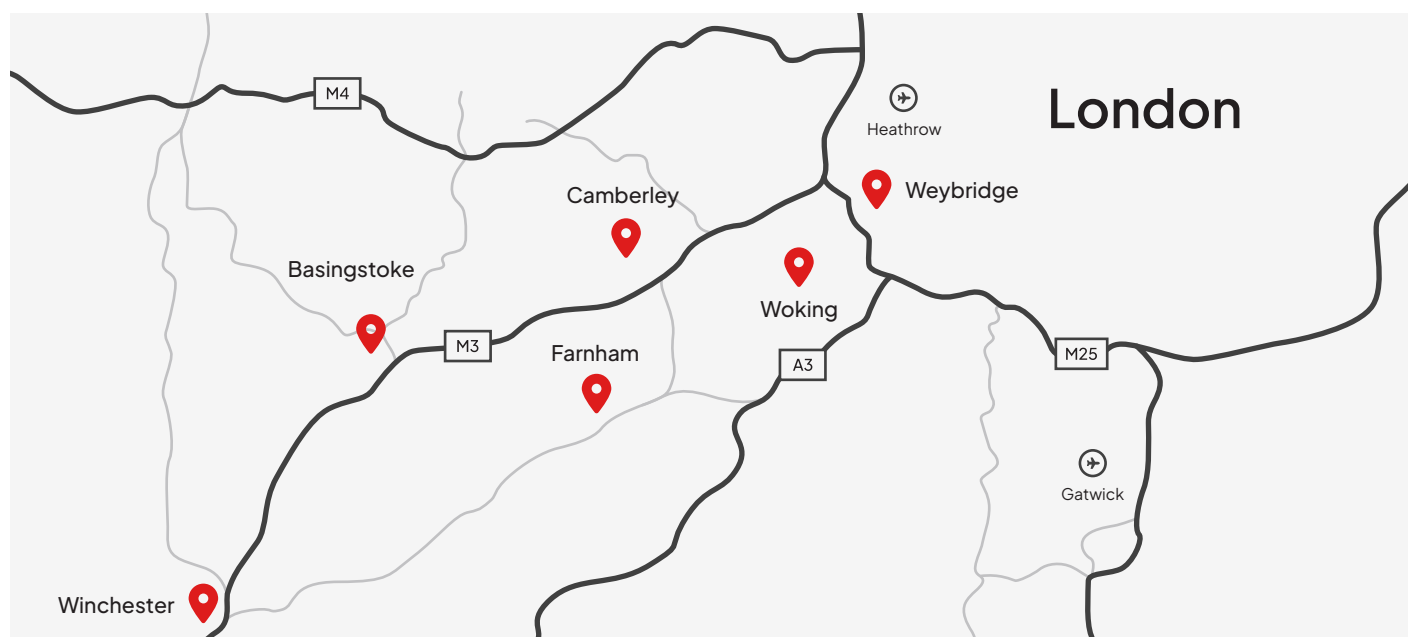 M4
London
Heathrow
Camberley
Weybridge
Basingstoke
Woking
M3
Farnham
A3
M25
Gatwick
Winchester